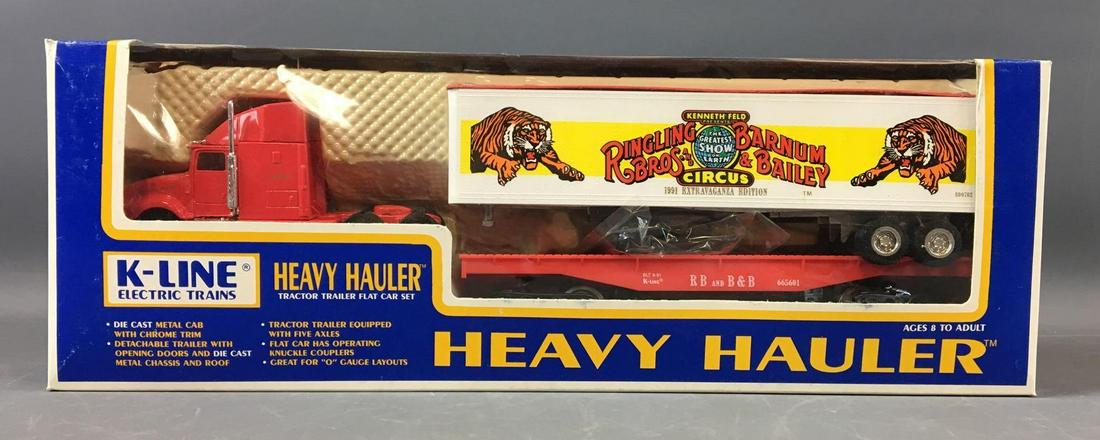 KENNETH FELD
PRESENTS
RINGLING BROS. AND BARNUM & BAILEY
THE GREATEST SHOW ON EARTH
CIRCUS
1991 EXTRAVAGANZA EDITION
TM
K-LINE®
RB AND B&B
665601
K-LINE®
ELECTRIC TRAINS
HEAVY HAULER™
TRACTOR TRAILER FLAT CAR SET
AGES 8 TO ADULT
• DIE CAST METAL CAB
WITH CHROME TRIM
• DETACHABLE TRAILER WITH
OPENING DOORS AND DIE CAST
METAL CHASSIS AND ROOF
• TRACTOR TRAILER EQUIPPED
WITH FIVE AXLES
• FLAT CAR HAS OPERATING
KNUCKLE COUPLERS
• GREAT FOR "O" GAUGE LAYOUTS
HEAVY HAULER™